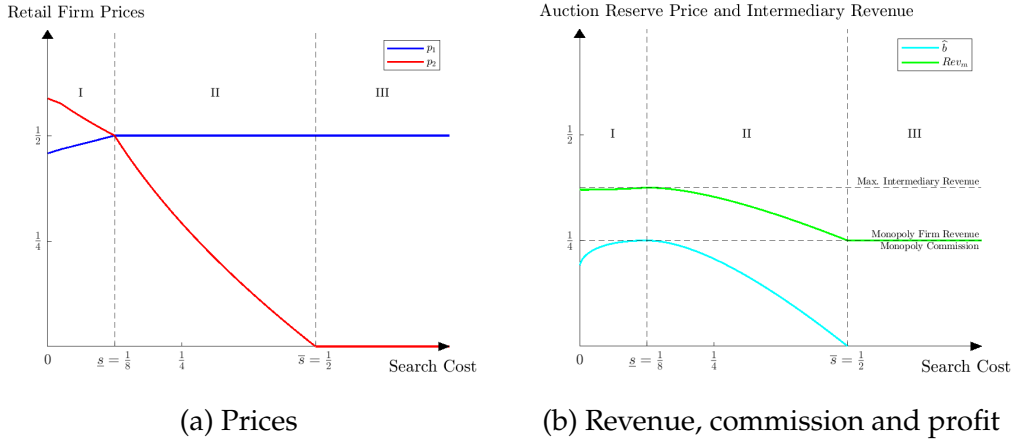 Retail Firm Prices
p₁
p₂
I
II
III
1/2
1/4
0
s̲ = 1/8
1/4
s̅ = 1/2
Search Cost
(a) Prices
Auction Reserve Price and Intermediary Revenue
b̂
Revₘ
I
II
III
1/2
Max. Intermediary Revenue
Monopoly Firm Revenue
1/4
Monopoly Commission
0
s̲ = 1/8
1/4
s̅ = 1/2
Search Cost
(b) Revenue, commission and profit